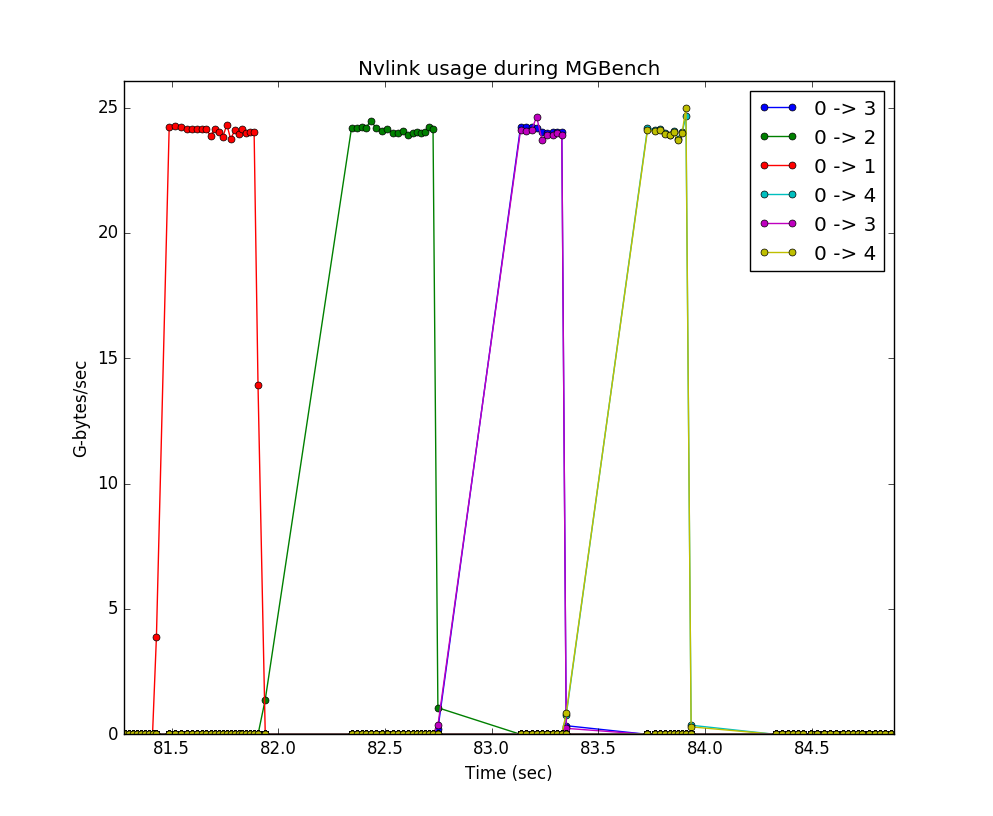 Nvlink usage during MGBench
25
20
15
10
5
0
G-bytes/sec
0 -> 3
0 -> 2
0 -> 1
0 -> 4
0 -> 3
0 -> 4
81.5 82.0 82.5 83.0 83.5 84.0 84.5
Time (sec)